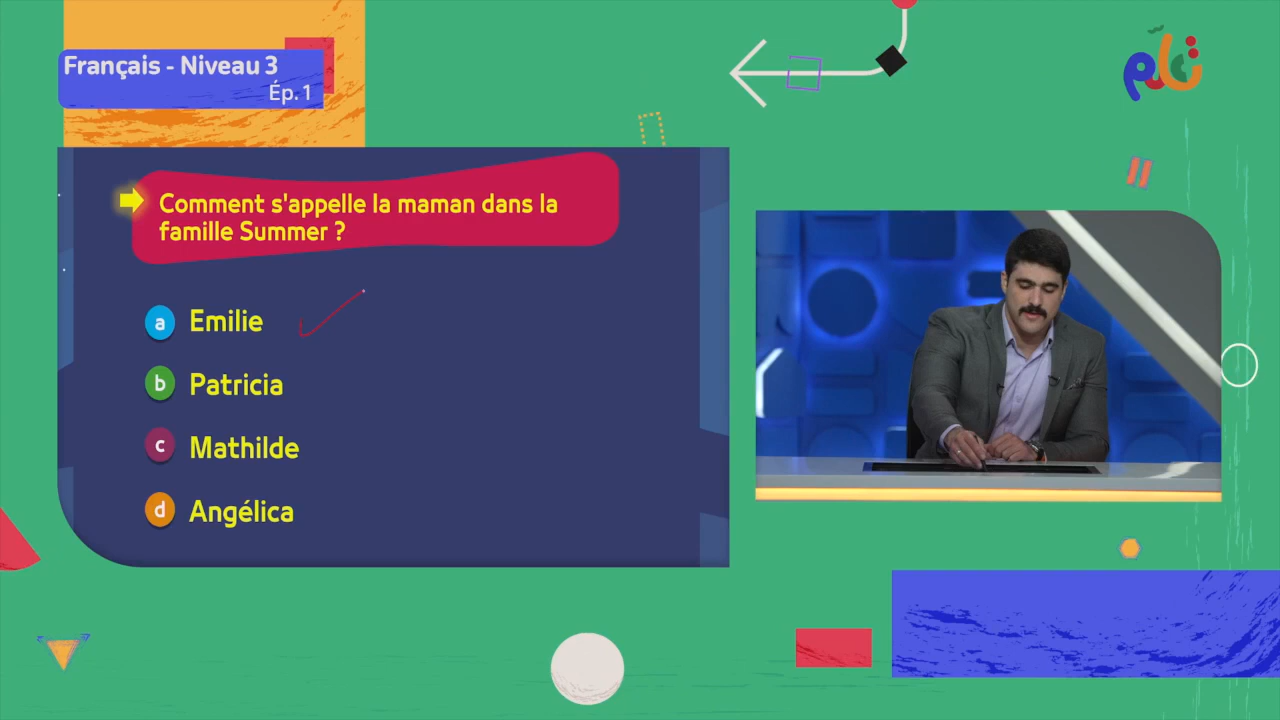 Français - Niveau 3
Ép. 1
Comment s'appelle la maman dans la
famille Summer ?
a Emilie
b Patricia
c Mathilde
d Angélica